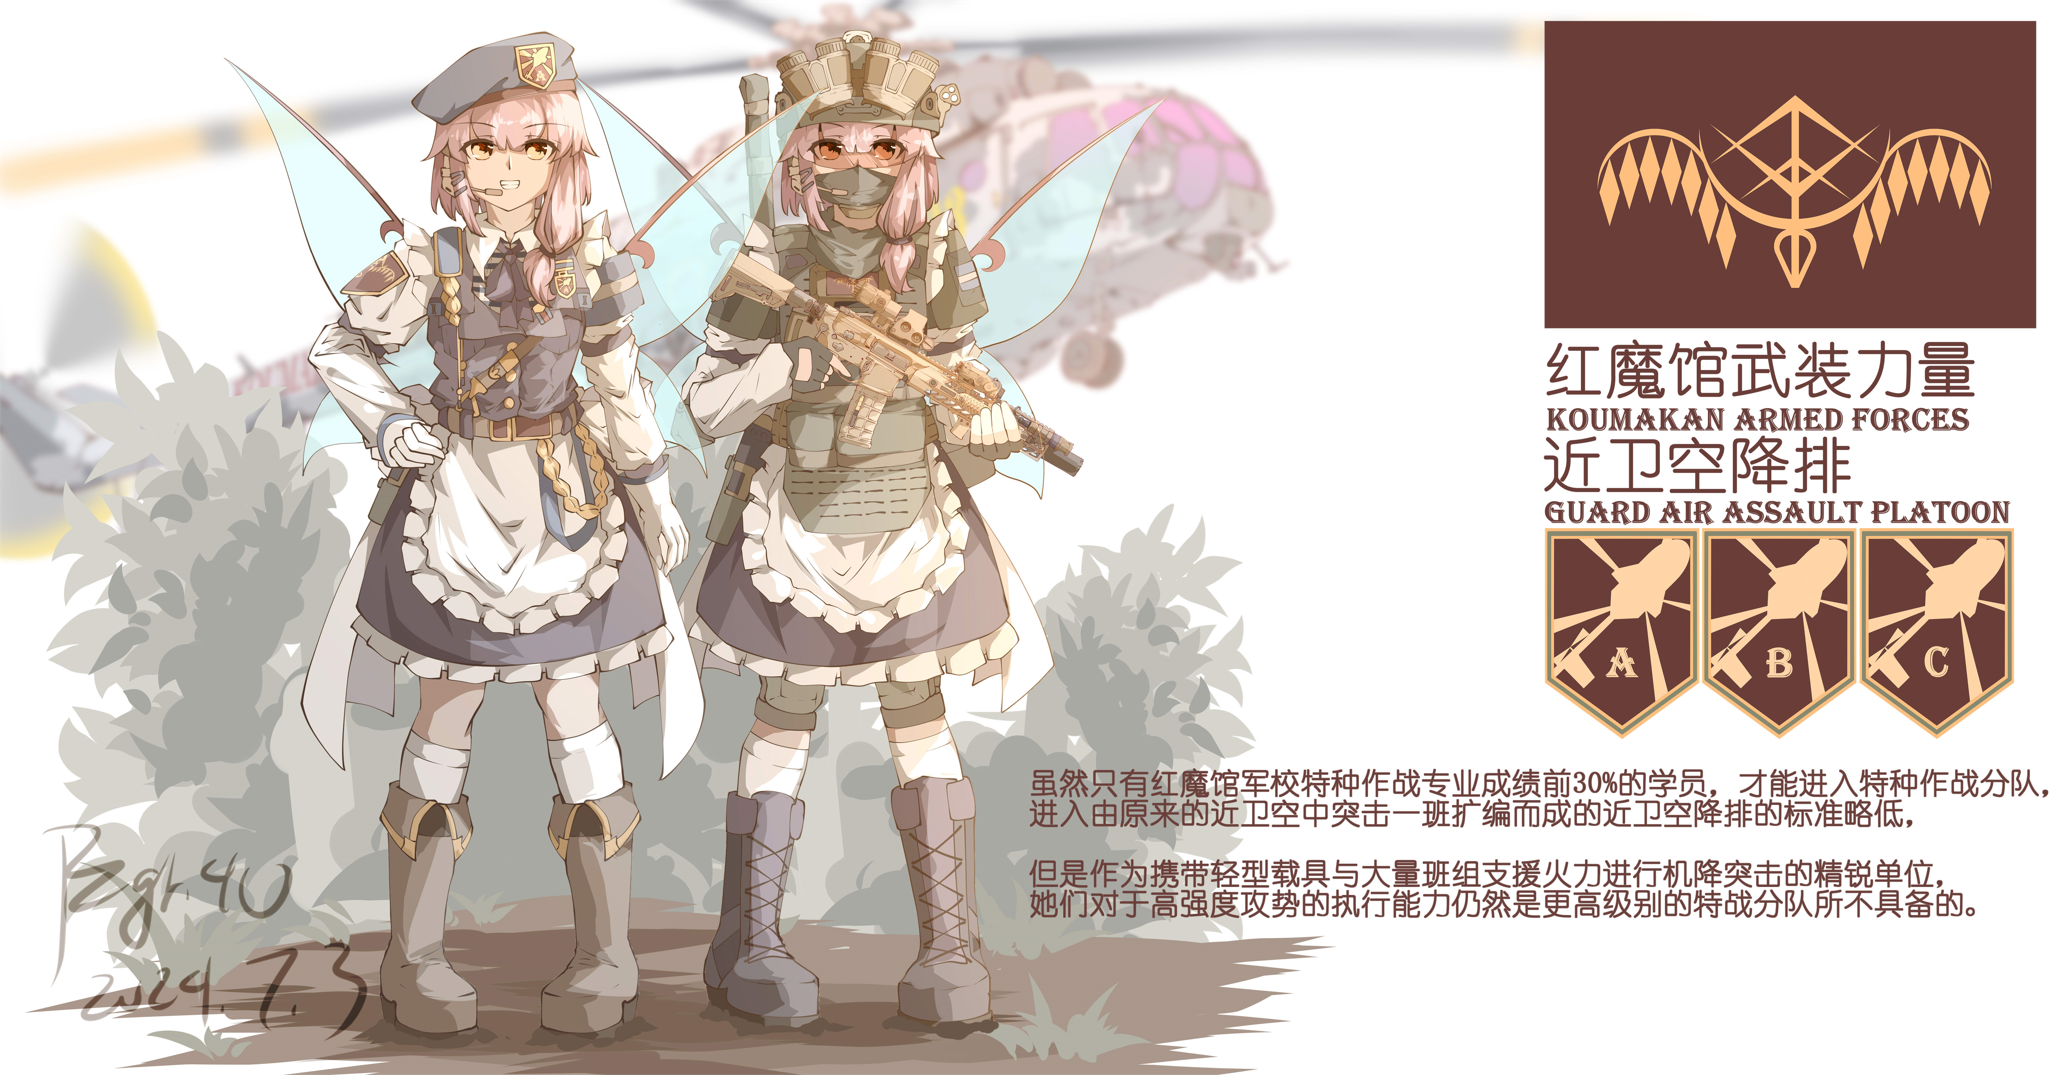 红魔馆武装力量
KOUMAKAN ARMED FORCES
近卫空降排
GUARD AIR ASSAULT PLATOON
A B C
虽然只有红魔馆军校特种作战专业成绩前30%的学员，才能进入特种作战分队，
进入由原来的近卫空中突击一班扩编而成的近卫空降排的标准略低，
但是作为携带轻型载具与大量班组支援火力进行机降突击的精锐单位，
她们对于高强度攻势的执行能力仍然是更高级别的特战分队所不具备的。
A
2024.7.3